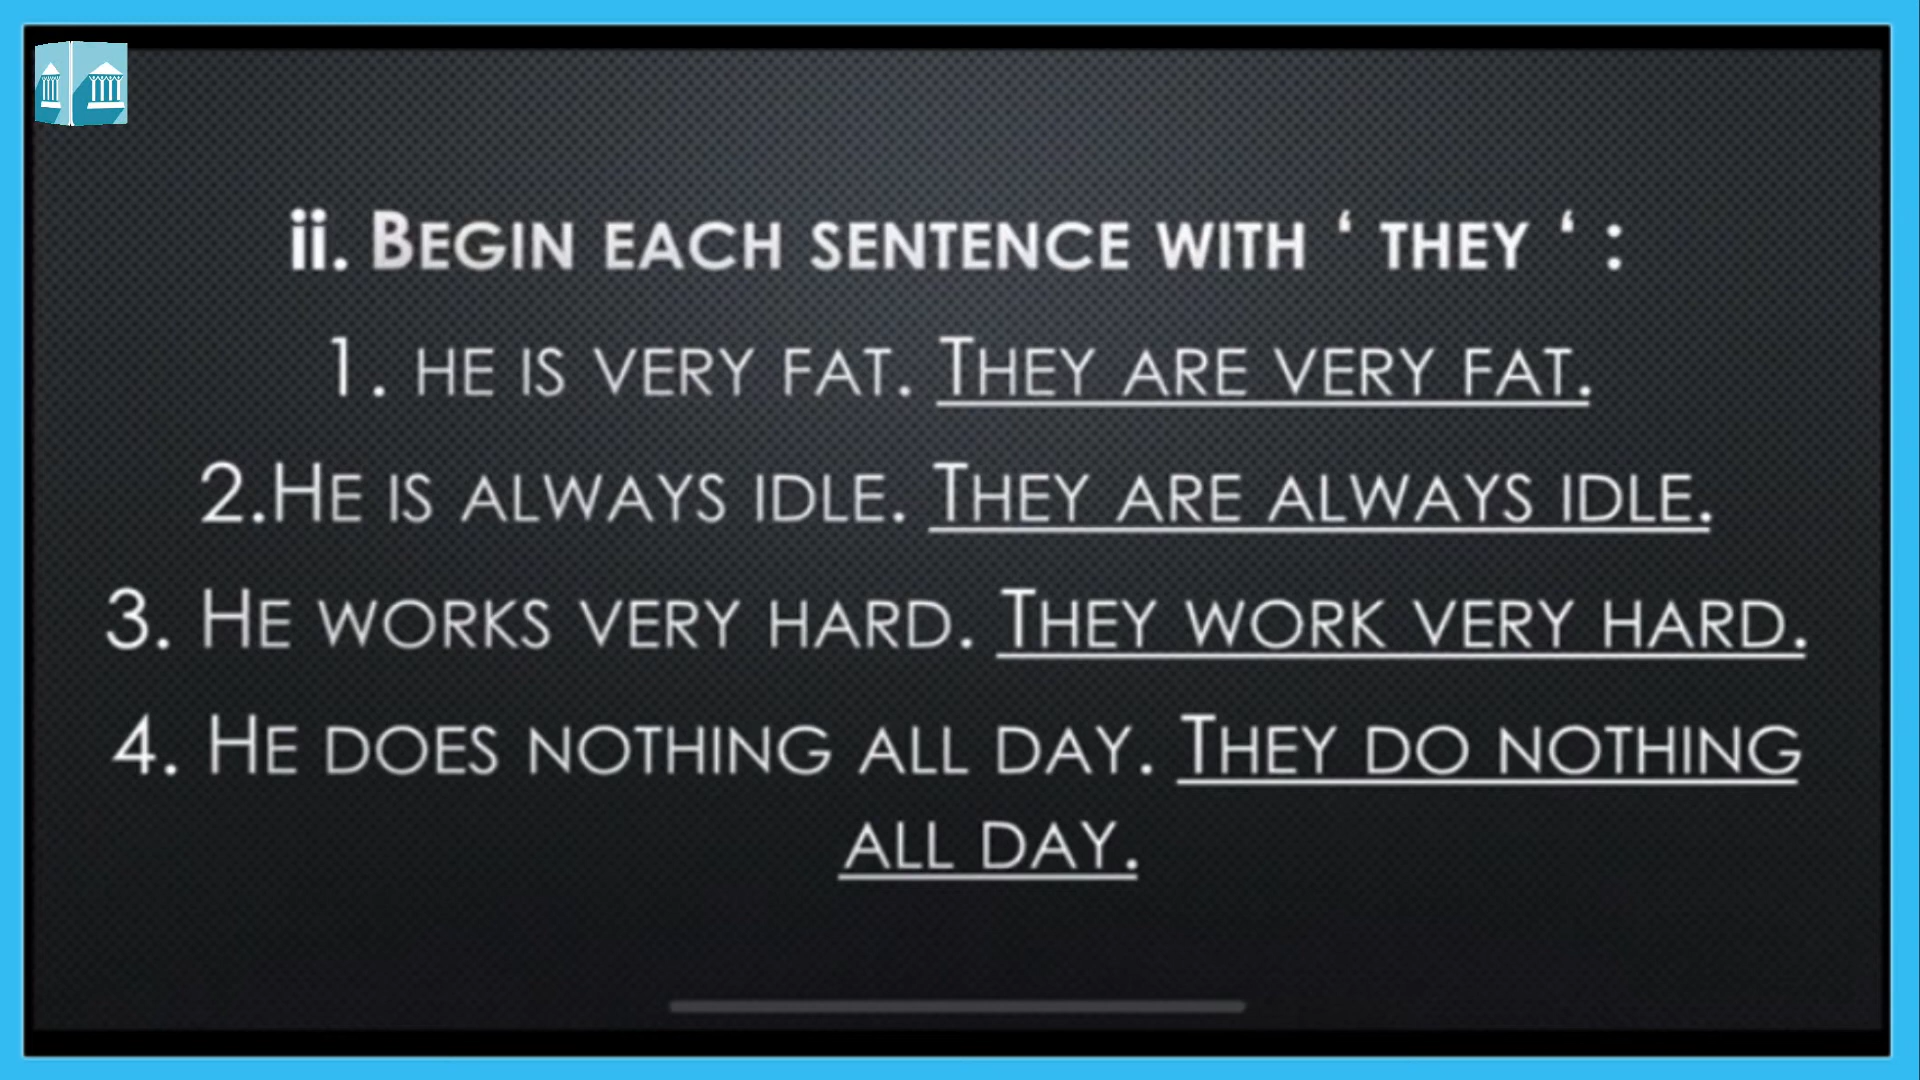 ii. BEGIN EACH SENTENCE WITH ‘ THEY ‘ :
1. HE IS VERY FAT. THEY ARE VERY FAT.
2.HE IS ALWAYS IDLE. THEY ARE ALWAYS IDLE.
3. HE WORKS VERY HARD. THEY WORK VERY HARD.
4. HE DOES NOTHING ALL DAY. THEY DO NOTHING
ALL DAY.